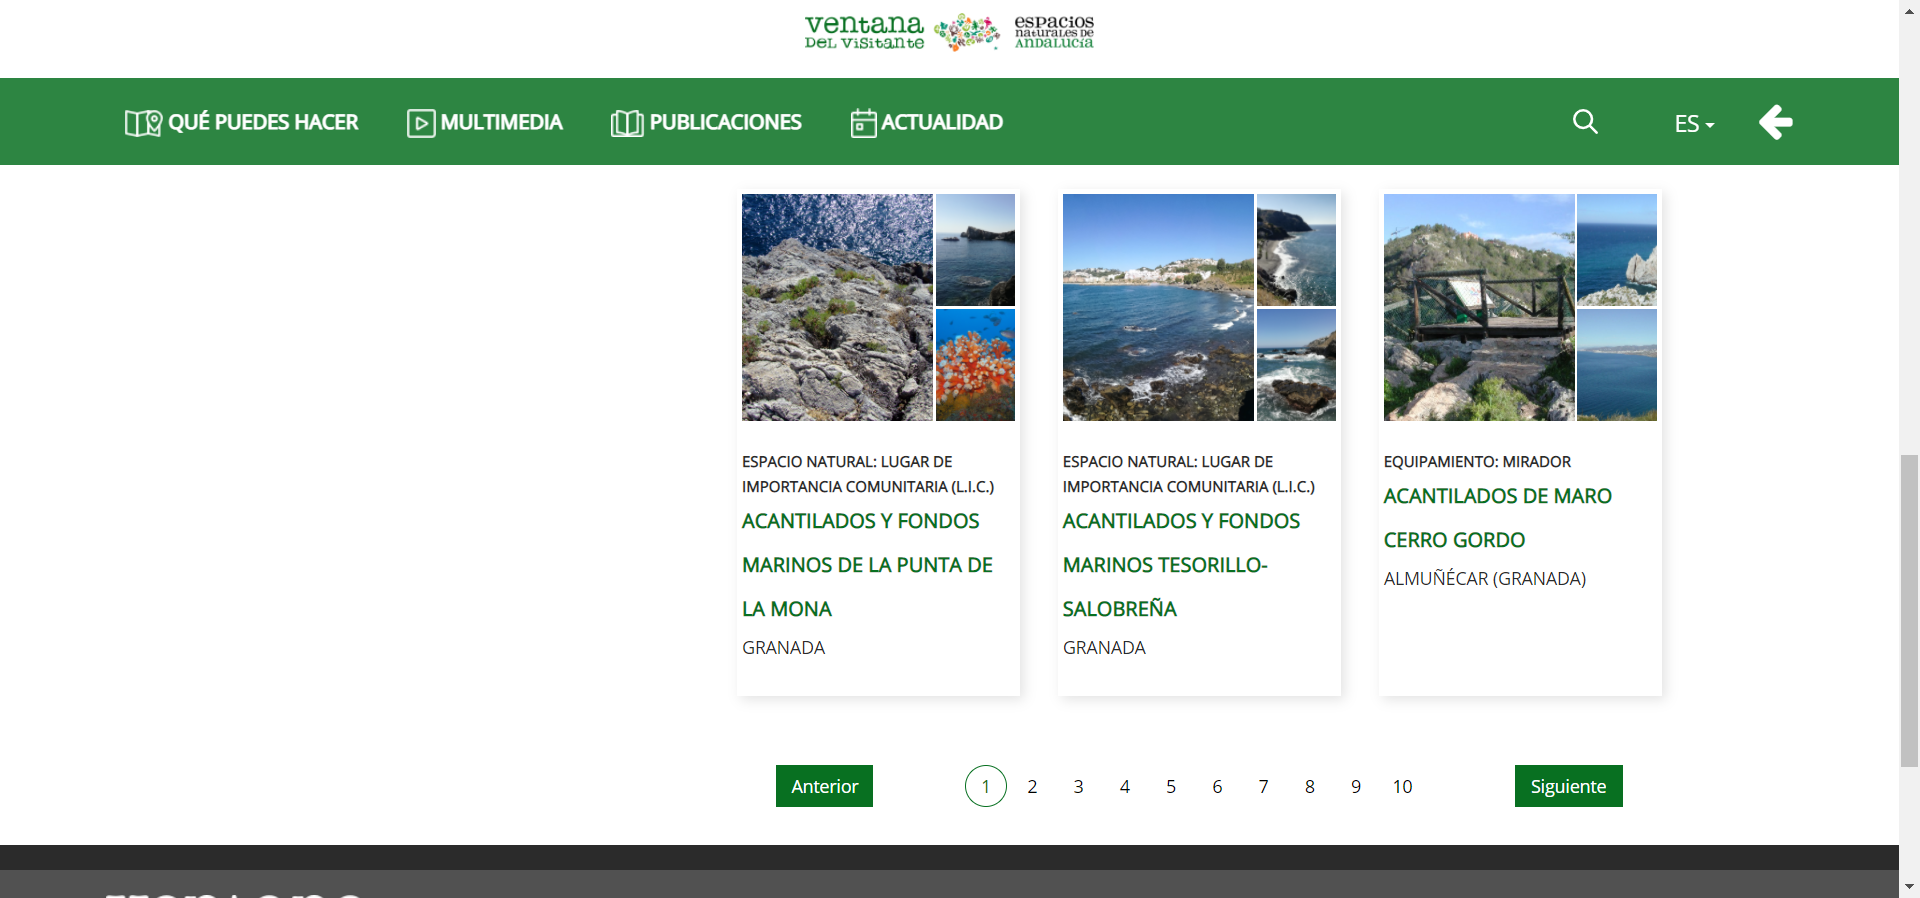 ventana
DEL VISITANTE
ESPACIOS
NATURALES DE
ANDALUCÍA
QUÉ PUEDES HACER
MULTIMEDIA
PUBLICACIONES
ACTUALIDAD
ES
ESPACIO NATURAL: LUGAR DE
IMPORTANCIA COMUNITARIA (L.I.C.)
ACANTILADOS Y FONDOS
MARINOS DE LA PUNTA DE
LA MONA
GRANADA
ESPACIO NATURAL: LUGAR DE
IMPORTANCIA COMUNITARIA (L.I.C.)
ACANTILADOS Y FONDOS
MARINOS TESORILLO-
SALOBREÑA
GRANADA
EQUIPAMIENTO: MIRADOR
ACANTILADOS DE MARO
CERRO GORDO
ALMUÑÉCAR (GRANADA)
Anterior
1 2 3 4 5 6 7 8 9 10
Siguiente